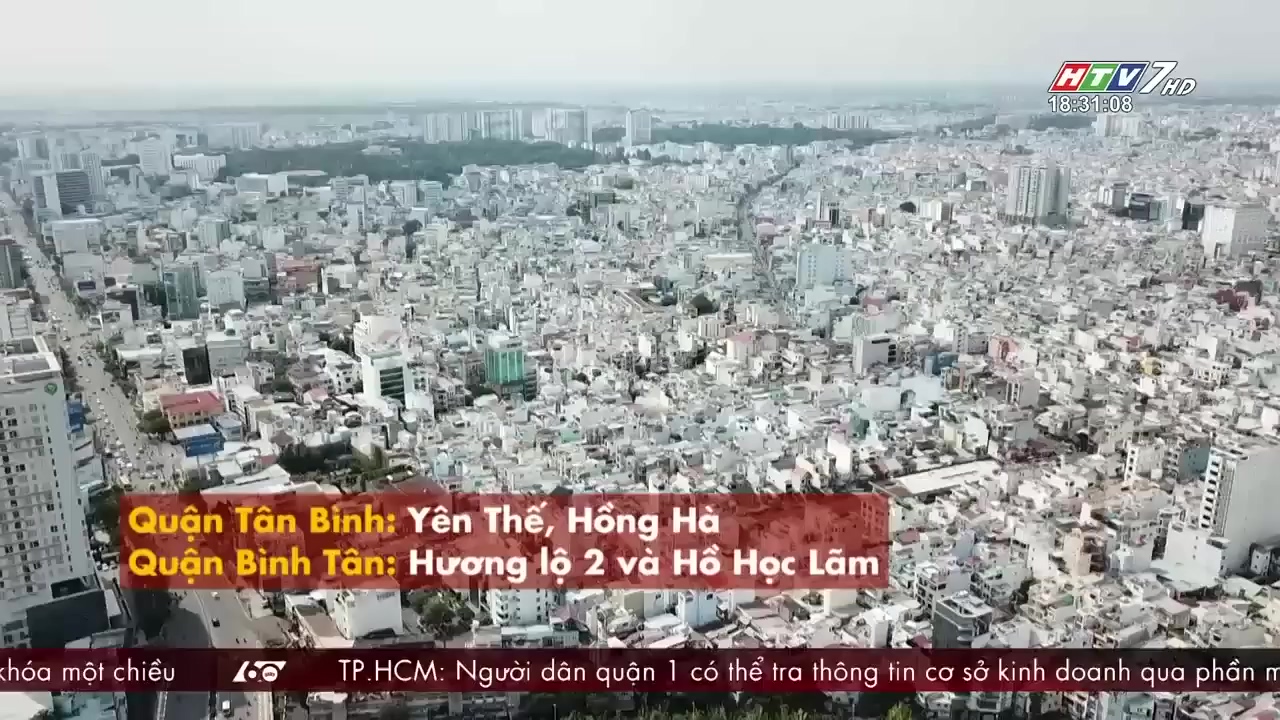 HTV7 HD
18:31:08
Quận Tân Bình: Yên Thế, Hồng Hà
Quận Bình Tân: Hương lộ 2 và Hồ Học Lãm
khóa một chiều 60 TP.HCM: Người dân quận 1 có thể tra thông tin cơ sở kinh doanh qua phần